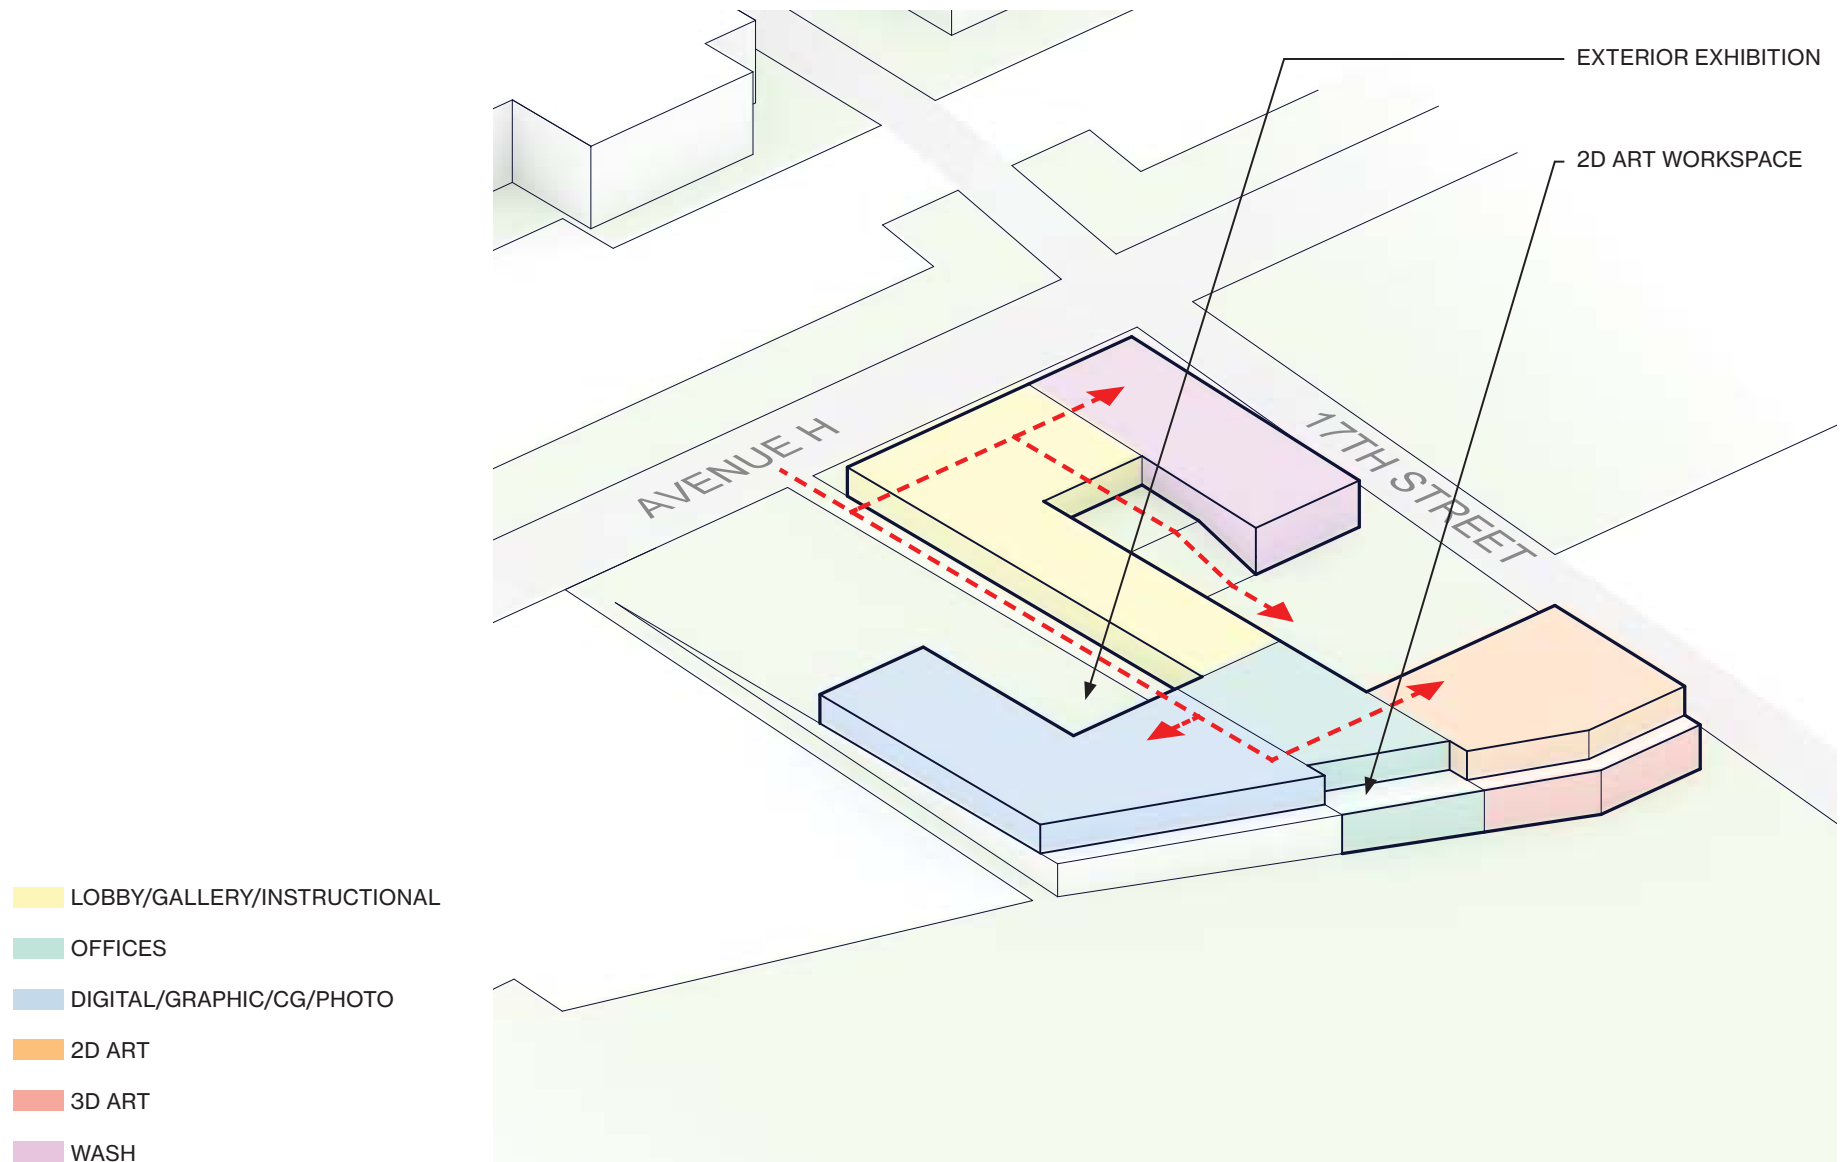 EXTERIOR EXHIBITION
2D ART WORKSPACE
AVENUE H
17TH STREET
LOBBY/GALLERY/INSTRUCTIONAL
OFFICES
DIGITAL/GRAPHIC/CG/PHOTO
2D ART
3D ART
WASH